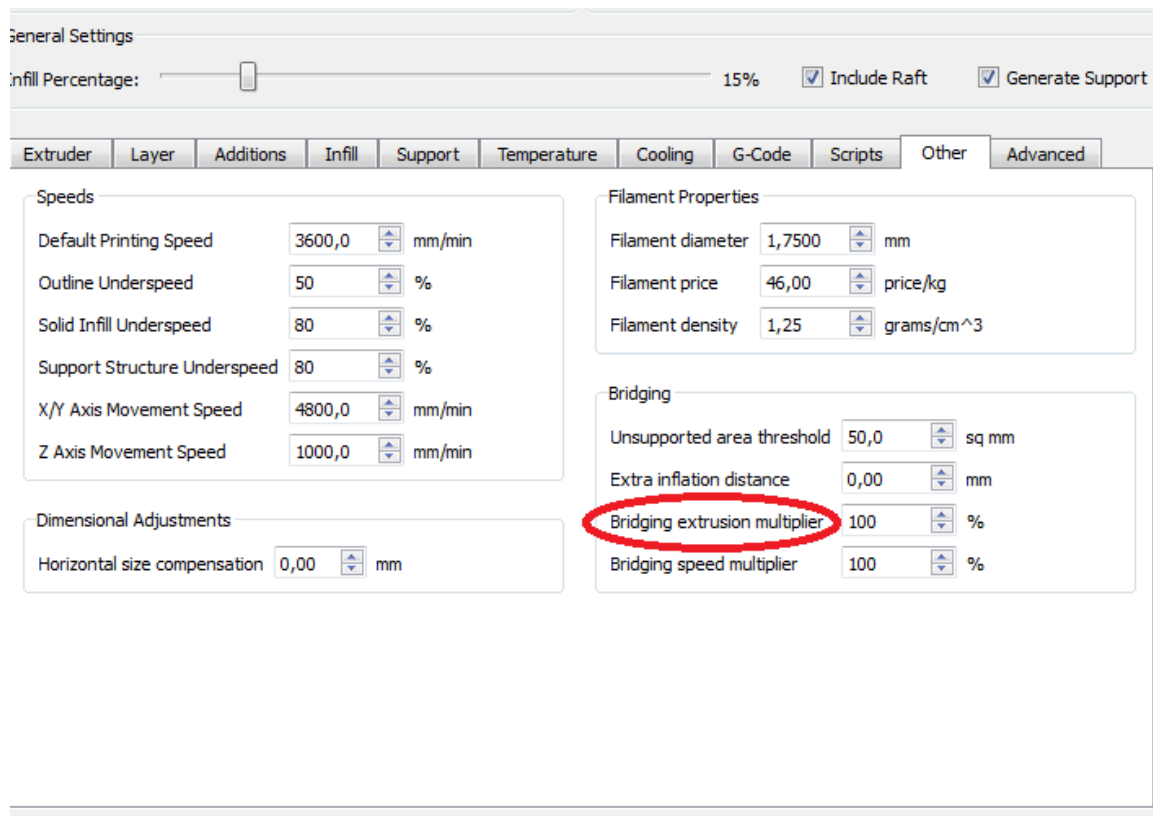 General Settings
Infill Percentage: 15% Include Raft Generate Support
Extruder Layer Additions Infill Support Temperature Cooling G-Code Scripts Other Advanced
Speeds
Default Printing Speed 3600,0 mm/min
Outline Underspeed 50 %
Solid Infill Underspeed 80 %
Support Structure Underspeed 80 %
X/Y Axis Movement Speed 4800,0 mm/min
Z Axis Movement Speed 1000,0 mm/min
Dimensional Adjustments
Horizontal size compensation 0,00 mm
Filament Properties
Filament diameter 1,7500 mm
Filament price 46,00 price/kg
Filament density 1,25 grams/cm^3
Bridging
Unsupported area threshold 50,0 sq mm
Extra inflation distance 0,00 mm
Bridging extrusion multiplier 100 %
Bridging speed multiplier 100 %